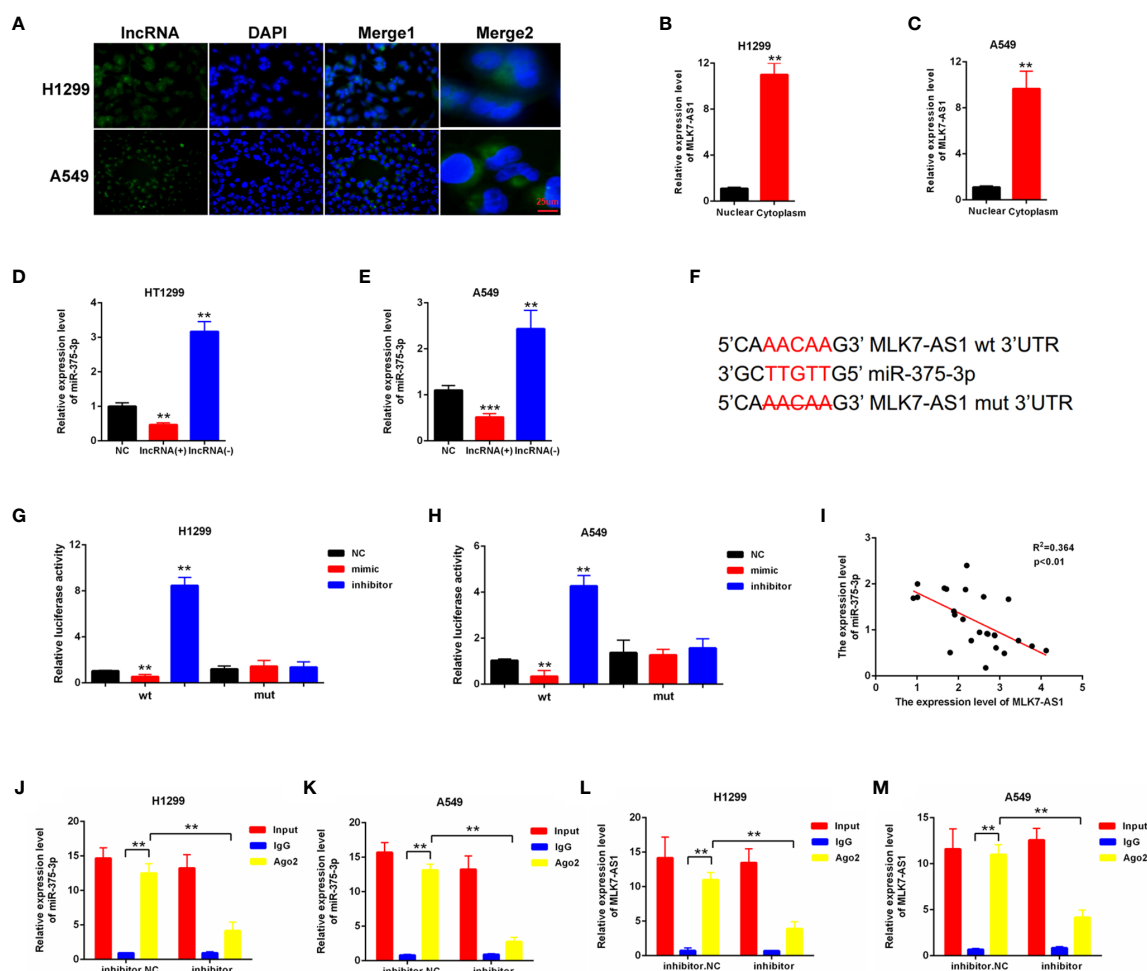 A
lncRNA DAPI Merge1 Merge2
H1299
A549
25um
B
H1299
Relative expression level
of MLK7-AS1
12
8
4
0
**
Nuclear Cytoplasm
C
A549
Relative expression level
of MLK7-AS1
12
8
4
0
**
Nuclear Cytoplasm
D
HT1299
Relative expression level
of miR-375-3p
4
3
2
1
0
**
**
NC lncRNA(+) lncRNA(-)
E
A549
Relative expression level
of miR-375-3p
3
2
1
0
***
**
NC lncRNA(+) lncRNA(-)
F
5'CAAACAAG3' MLK7-AS1 wt 3'UTR
3'GCTTGTTG5' miR-375-3p
5'CAAACAAG3' MLK7-AS1 mut 3'UTR
G
H1299
Relative luciferase activity
12
8
4
0
**
**
wt mut
NC
mimic
inhibitor
H
A549
Relative luciferase activity
6
4
2
0
**
**
wt mut
NC
mimic
inhibitor
I
The expression level
of miR-375-3p
3
2
1
0
R²=0.364
p<0.01
0 1 2 3 4 5
The expression level of MLK7-AS1
J
H1299
Relative expression level
of miR-375-3p
20
15
10
5
0
**
**
inhibitor.NC inhibitor
Input
IgG
Ago2
K
A549
Relative expression level
of miR-375-3p
20
15
10
5
0
**
**
inhibitor.NC inhibitor
Input
IgG
Ago2
L
H1299
Relative expression level
of MLK7-AS1
20
15
10
5
0
**
**
inhibitor.NC inhibitor
Input
IgG
Ago2
M
A549
Relative expression level
of MLK7-AS1
15
10
5
0
**
**
inhibitor.NC inhibitor
Input
IgG
Ago2